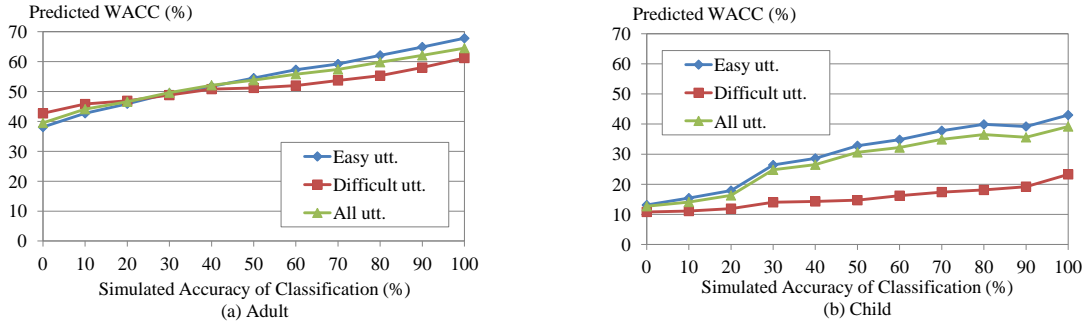 Predicted WACC (%)
70
60
50
40
30
20
10
0
Easy utt.
Difficult utt.
All utt.
0 10 20 30 40 50 60 70 80 90 100
Simulated Accuracy of Classification (%)
(a) Adult
Predicted WACC (%)
70
60
50
40
30
20
10
0
Easy utt.
Difficult utt.
All utt.
0 10 20 30 40 50 60 70 80 90 100
Simulated Accuracy of Classification (%)
(b) Child